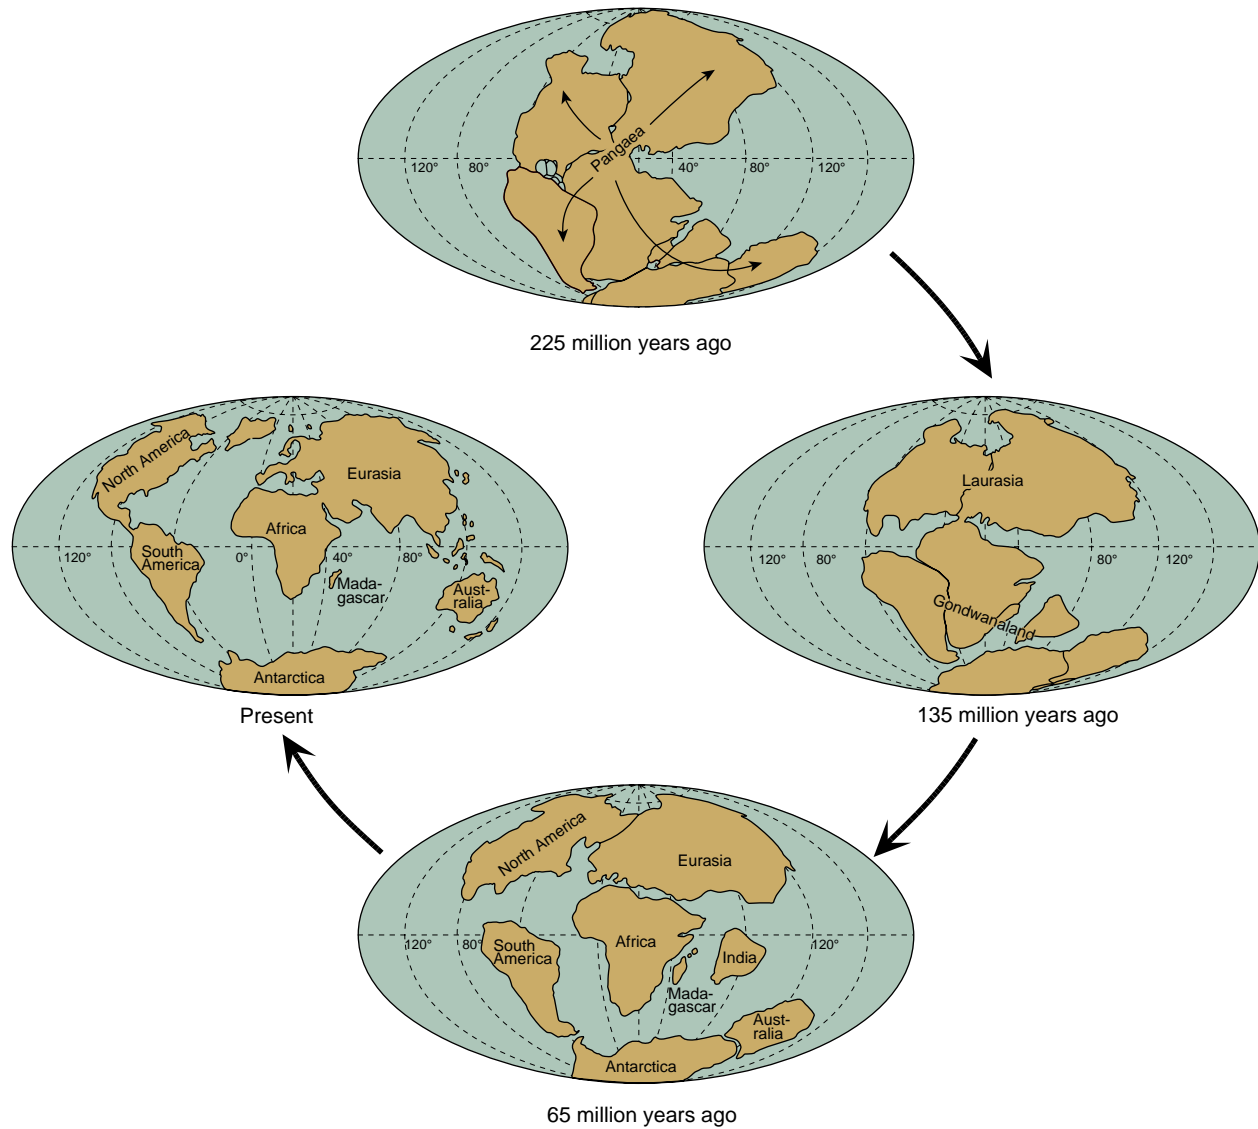 Pangaea
120°
80°
40°
80°
120°
225 million years ago
North America
Eurasia
Africa
South
America
120°
0°
40°
80°
Mada-
gascar
Aust-
ralia
Antarctica
Present
Laurasia
120°
80°
80°
120°
Gondwanaland
135 million years ago
North America
Eurasia
120°
80°
South
America
Africa
India
120°
Mada-
gascar
Aust-
ralia
Antarctica
65 million years ago